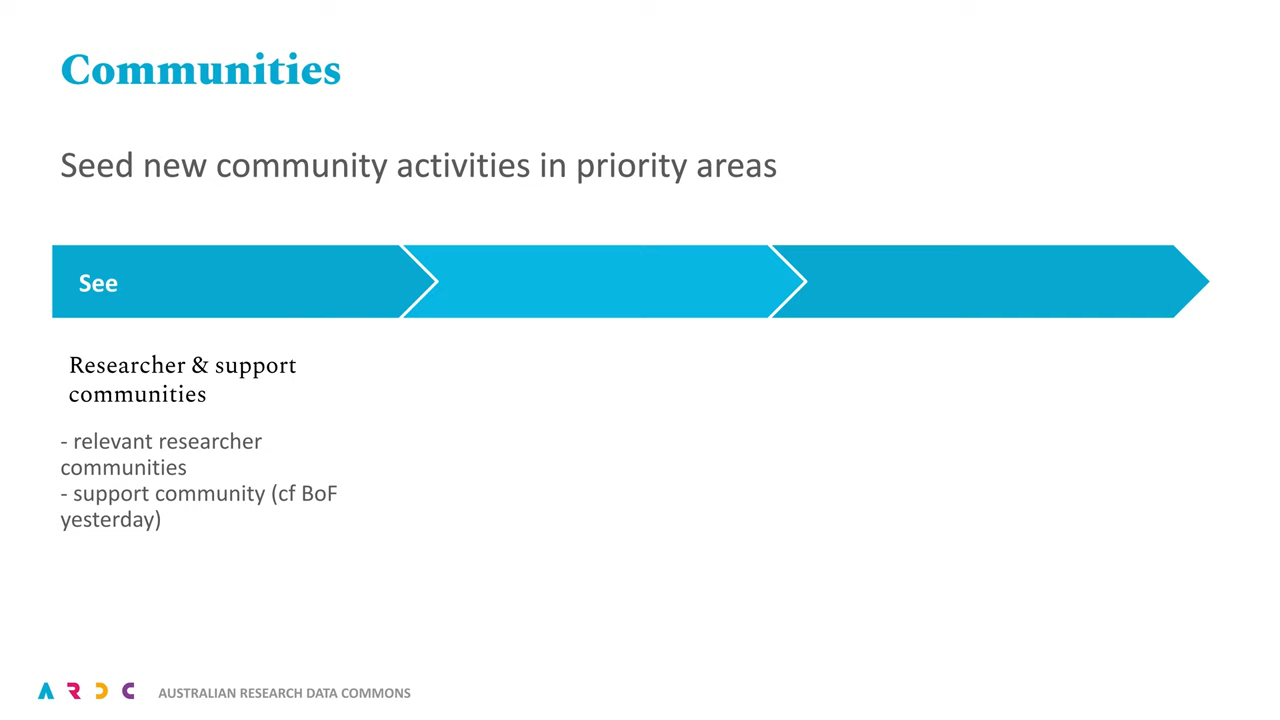 Communities
Seed new community activities in priority areas
See
Researcher & support
communities
- relevant researcher
communities
- support community (cf BoF
yesterday)
ARDC AUSTRALIAN RESEARCH DATA COMMONS